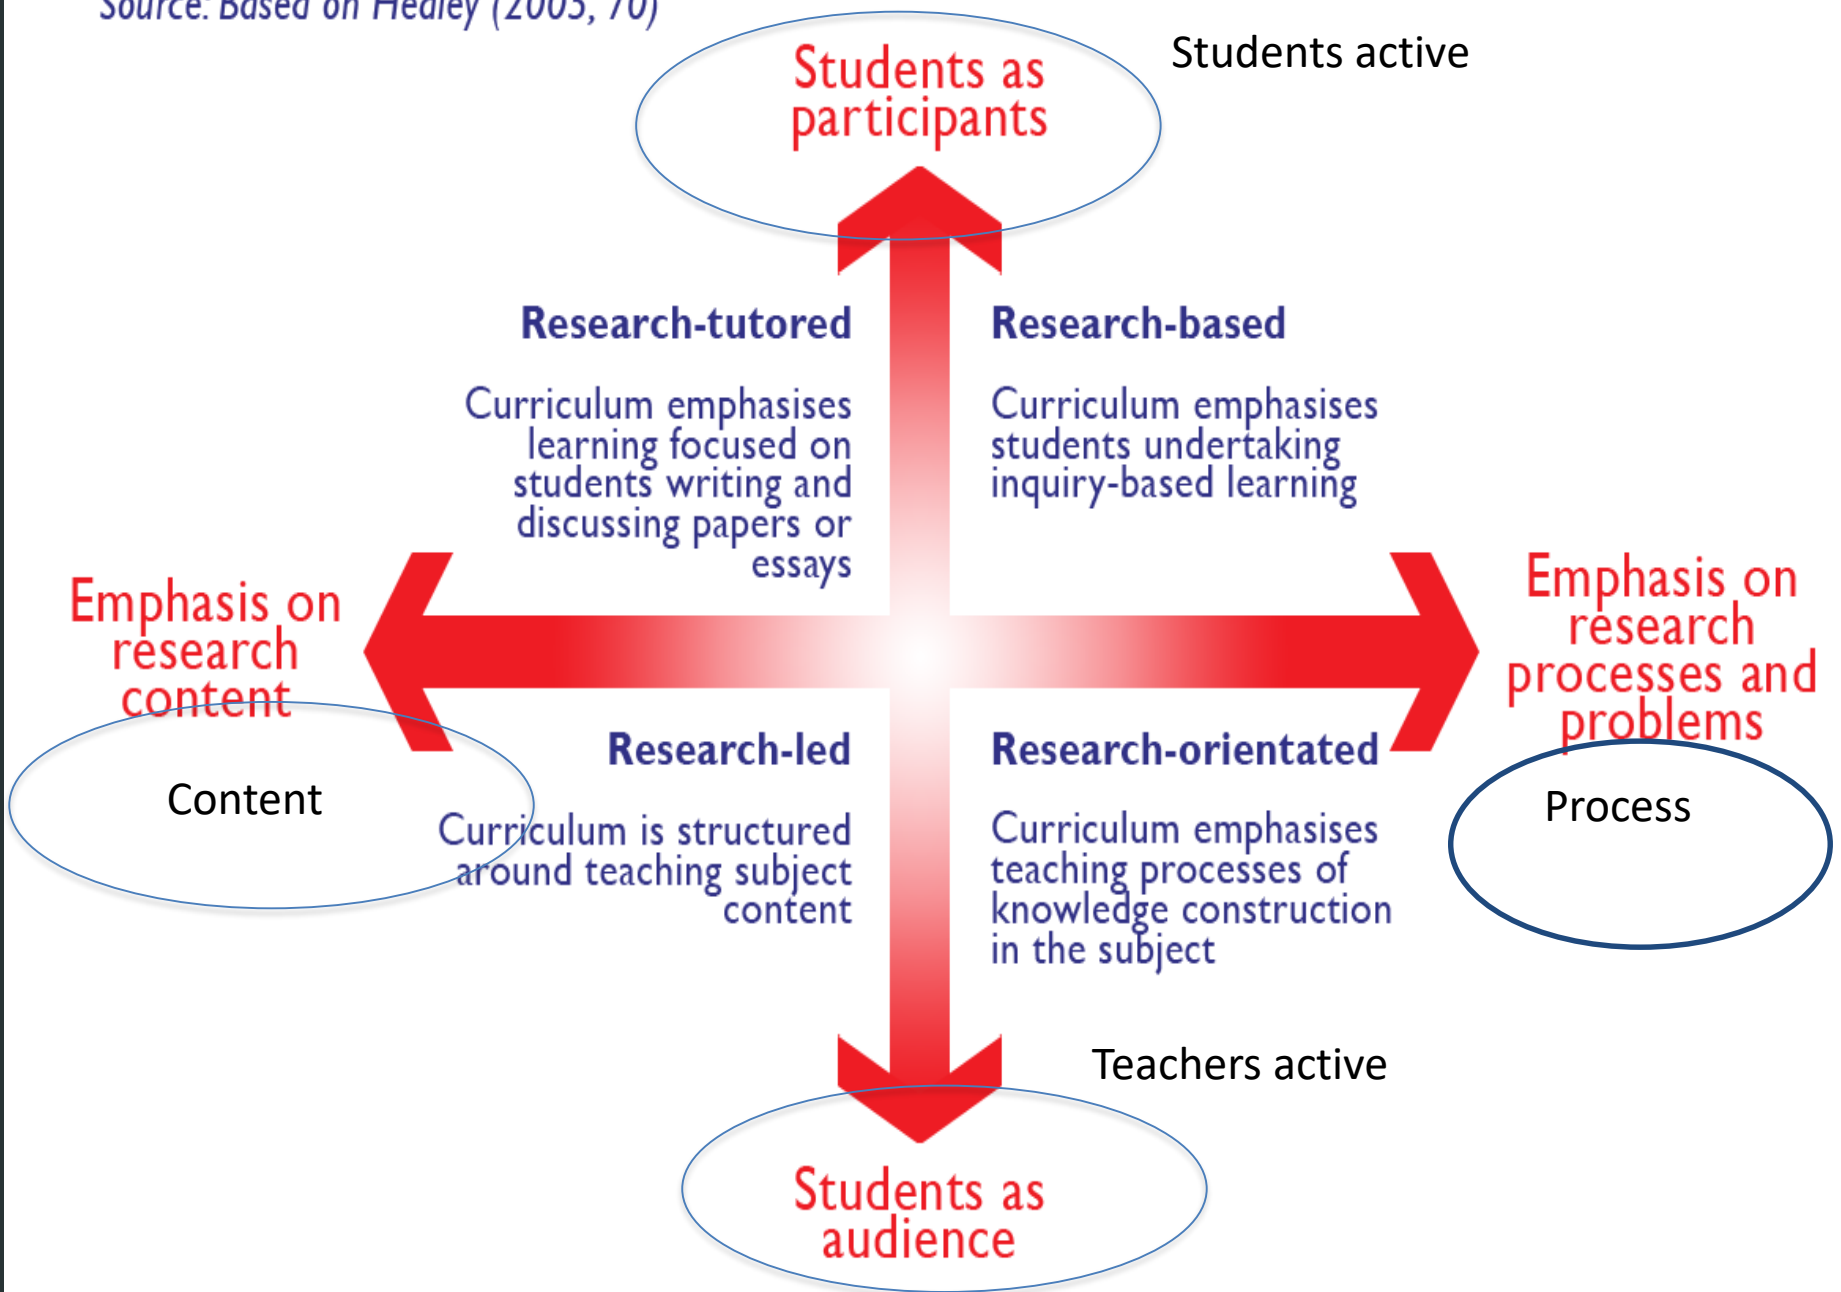 Source: Based on Healey (2005, 70)
Students as
participants
Students active
Research-tutored
Curriculum emphasises
learning focused on
students writing and
discussing papers or
essays
Research-based
Curriculum emphasises
students undertaking
inquiry-based learning
Emphasis on
research
content
Content
Emphasis on
research
processes and
problems
Process
Research-led
Curriculum is structured
around teaching subject
content
Research-orientated
Curriculum emphasises
teaching processes of
knowledge construction
in the subject
Teachers active
Students as
audience